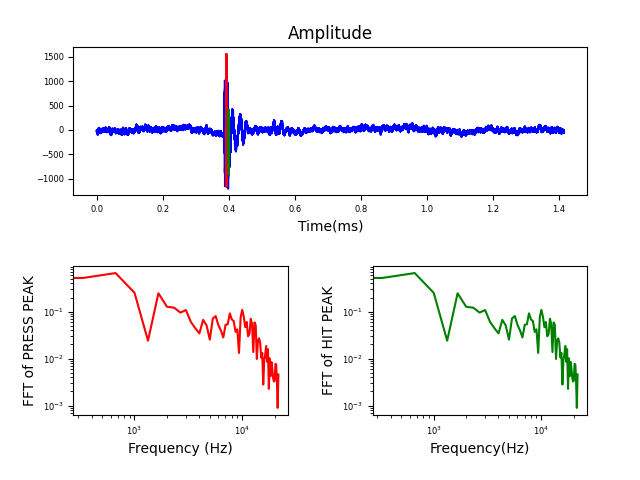 Amplitude
1500
1000
500
0
−500
−1000
0.0 0.2 0.4 0.6 0.8 1.0 1.2 1.4
Time(ms)
FFT of PRESS PEAK
10⁻¹
10⁻²
10⁻³
10³ 10⁴
Frequency (Hz)
FFT of HIT PEAK
10⁻¹
10⁻²
10⁻³
10³ 10⁴
Frequency(Hz)